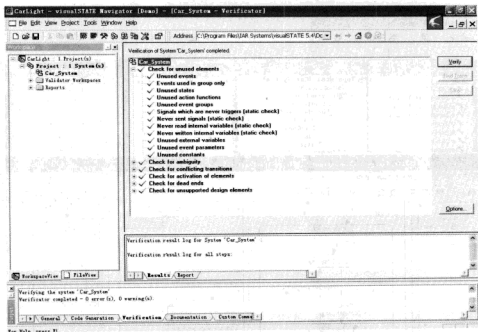 CarLight - visualSTATE Navigator [Demo] - [Car_System - Verificator]
File Edit View Project Tools Window Help
Address C:\Program Files\IAR Systems\visualSTATE 5.4\Doc
Workspace
CarLight 1 Project(s)
Project : 1 System(s)
Car_System
Validator Workspaces
Reports
Verification of System 'Car_System' completed.
Car_System
Check for unused elements
Unused events
Events used in group only
Unused states
Unused action functions
Unused event groups
Signals which are never triggers (static check)
Never sent signals (static check)
Never read internal variables (static check)
Never written internal variables (static check)
Unused external variables
Unused event parameters
Unused constants
Check for ambiguity
Check for conflicting transitions
Check for activation of elements
Check for dead ends
Check for unsupported design elements
Verify
Options...
Verification result log for System 'Car_System'
Verification result log for all steps:
Results Report
WorkspaceView FileView
Verifying the system 'Car_System'
Verificator completed - 0 error(s), 0 warning(s)
General Code Generation Verification Documentation Custom Comma
For Help, press F1